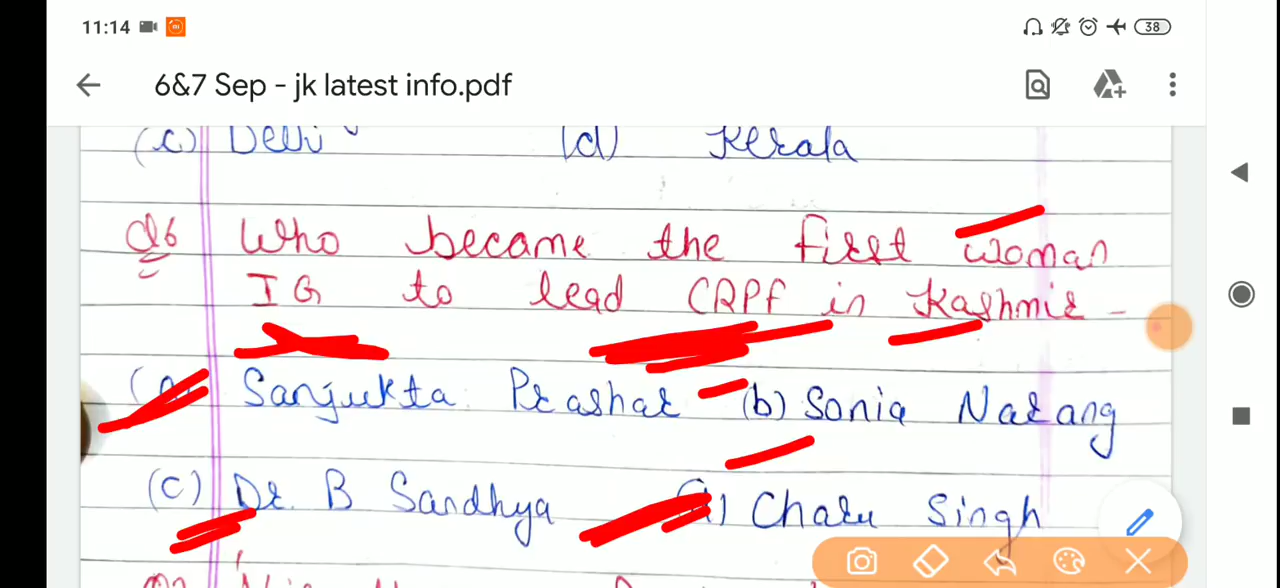 11:14
38
6&7 Sep - jk latest info.pdf
(c) Delhi (d) Kerala
Q6 Who became the first woman
IG to lead CRPF in Kashmir -
(a) Sanjukta Prashar (b) Sonia Narang
(c) Dr. B Sandhya (d) Charu Singh